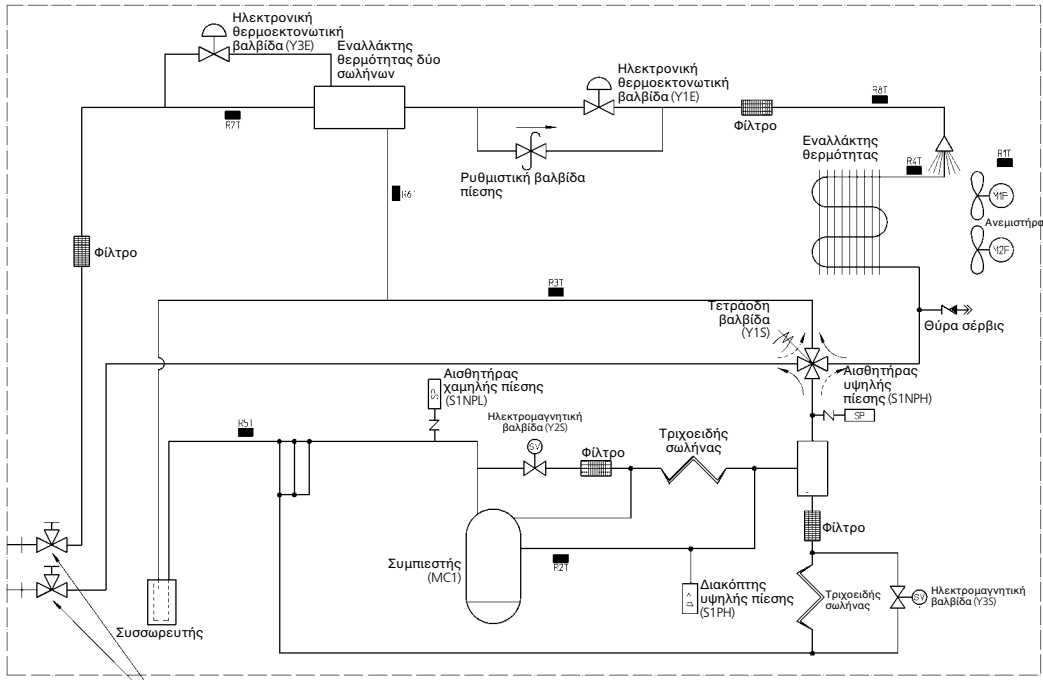 Ηλεκτρονική
θερμοεκτονωτική
βαλβίδα (Y3E)
Εναλλάκτης
θερμότητας δύο
σωλήνων
Ηλεκτρονική
θερμοεκτονωτική
βαλβίδα (Y1E)
R7T
Φίλτρο
R8T
Ρυθμιστική βαλβίδα
πίεσης
Εναλλάκτης
θερμότητας
R4T
R1T
M1F
Ανεμιστήρα
M2F
Φίλτρο
R3T
Τετράοδη
βαλβίδα
(Y1S)
Θύρα σέρβις
Αισθητήρας
χαμηλής πίεσης
(S1NPL)
SP
Αισθητήρας
υψηλής
πίεσης (S1NPH)
SP
R5T
Ηλεκτρομαγνητική
βαλβίδα (Y2S)
SV
Φίλτρο
Τριχοειδής
σωλήνας
Φίλτρο
Συμπιεστής
(MC1)
R2T
Διακόπτης
υψηλής πίεσης
(S1PH)
P >
Τριχοειδής
σωλήνας
SV
Ηλεκτρομαγνητική
βαλβίδα (Y3S)
Συσσωρευτής